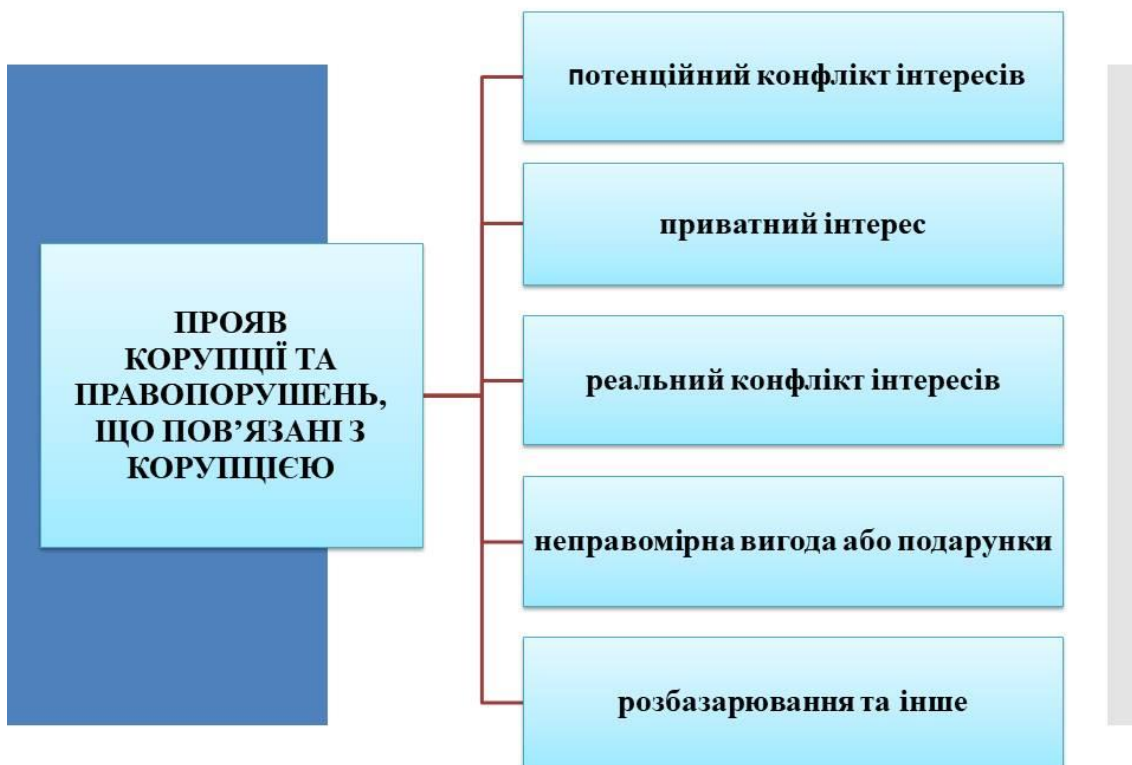 ПРОЯВ
КОРУПЦІЇ ТА
ПРАВОПОРУШЕНЬ,
ЩО ПОВ’ЯЗАНІ З
КОРУПЦІЄЮ
потенційний конфлікт інтересів
приватний інтерес
реальний конфлікт інтересів
неправомірна вигода або подарунки
розбазарювання та інше